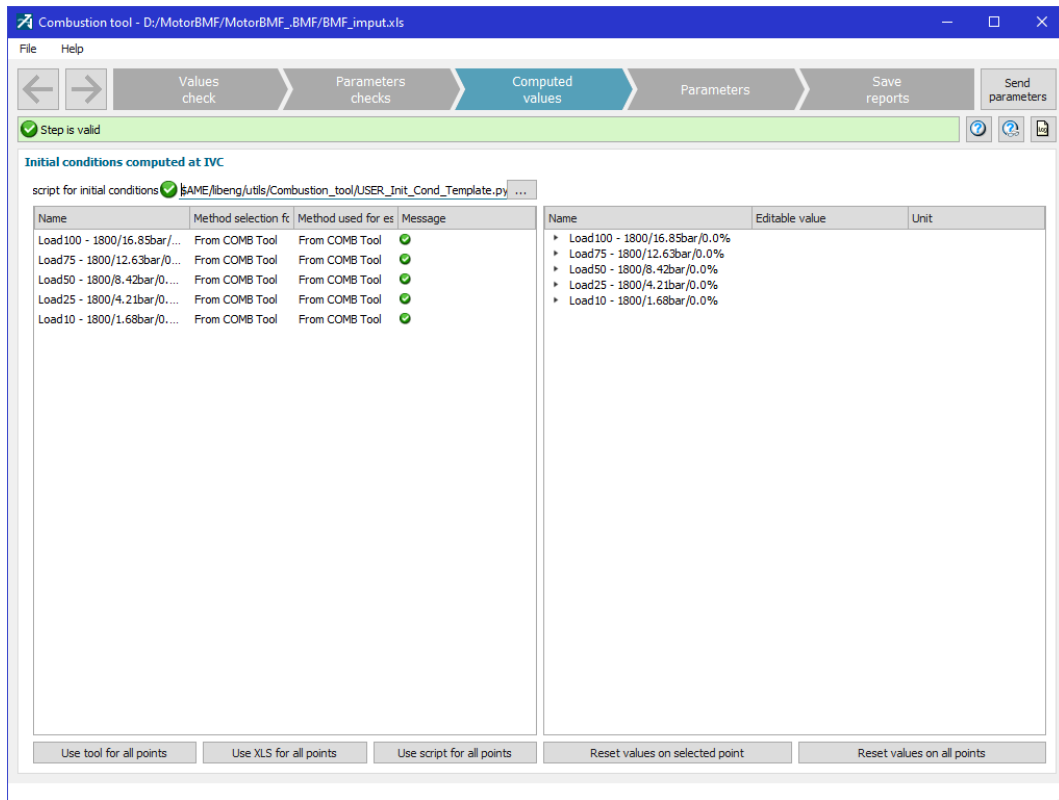 Combustion tool - D:/MotorBMF/MotorBMF_.BMF/BMF_imput.xls
File Help
Values check
Parameters checks
Computed values
Parameters
Save reports
Send parameters
Step is valid
Initial conditions computed at IVC
script for initial conditions $AME/libeng/utils/Combustion_tool/USER_Init_Cond_Template.py ...
Name Method selection fc Method used for es Message
Load100 - 1800/16.85bar/... From COMB Tool From COMB Tool
Load75 - 1800/12.63bar/0... From COMB Tool From COMB Tool
Load50 - 1800/8.42bar/0.... From COMB Tool From COMB Tool
Load25 - 1800/4.21bar/0.... From COMB Tool From COMB Tool
Load10 - 1800/1.68bar/0.... From COMB Tool From COMB Tool
Name Editable value Unit
Load100 - 1800/16.85bar/0.0%
Load75 - 1800/12.63bar/0.0%
Load50 - 1800/8.42bar/0.0%
Load25 - 1800/4.21bar/0.0%
Load10 - 1800/1.68bar/0.0%
Use tool for all points Use XLS for all points Use script for all points Reset values on selected point Reset values on all points